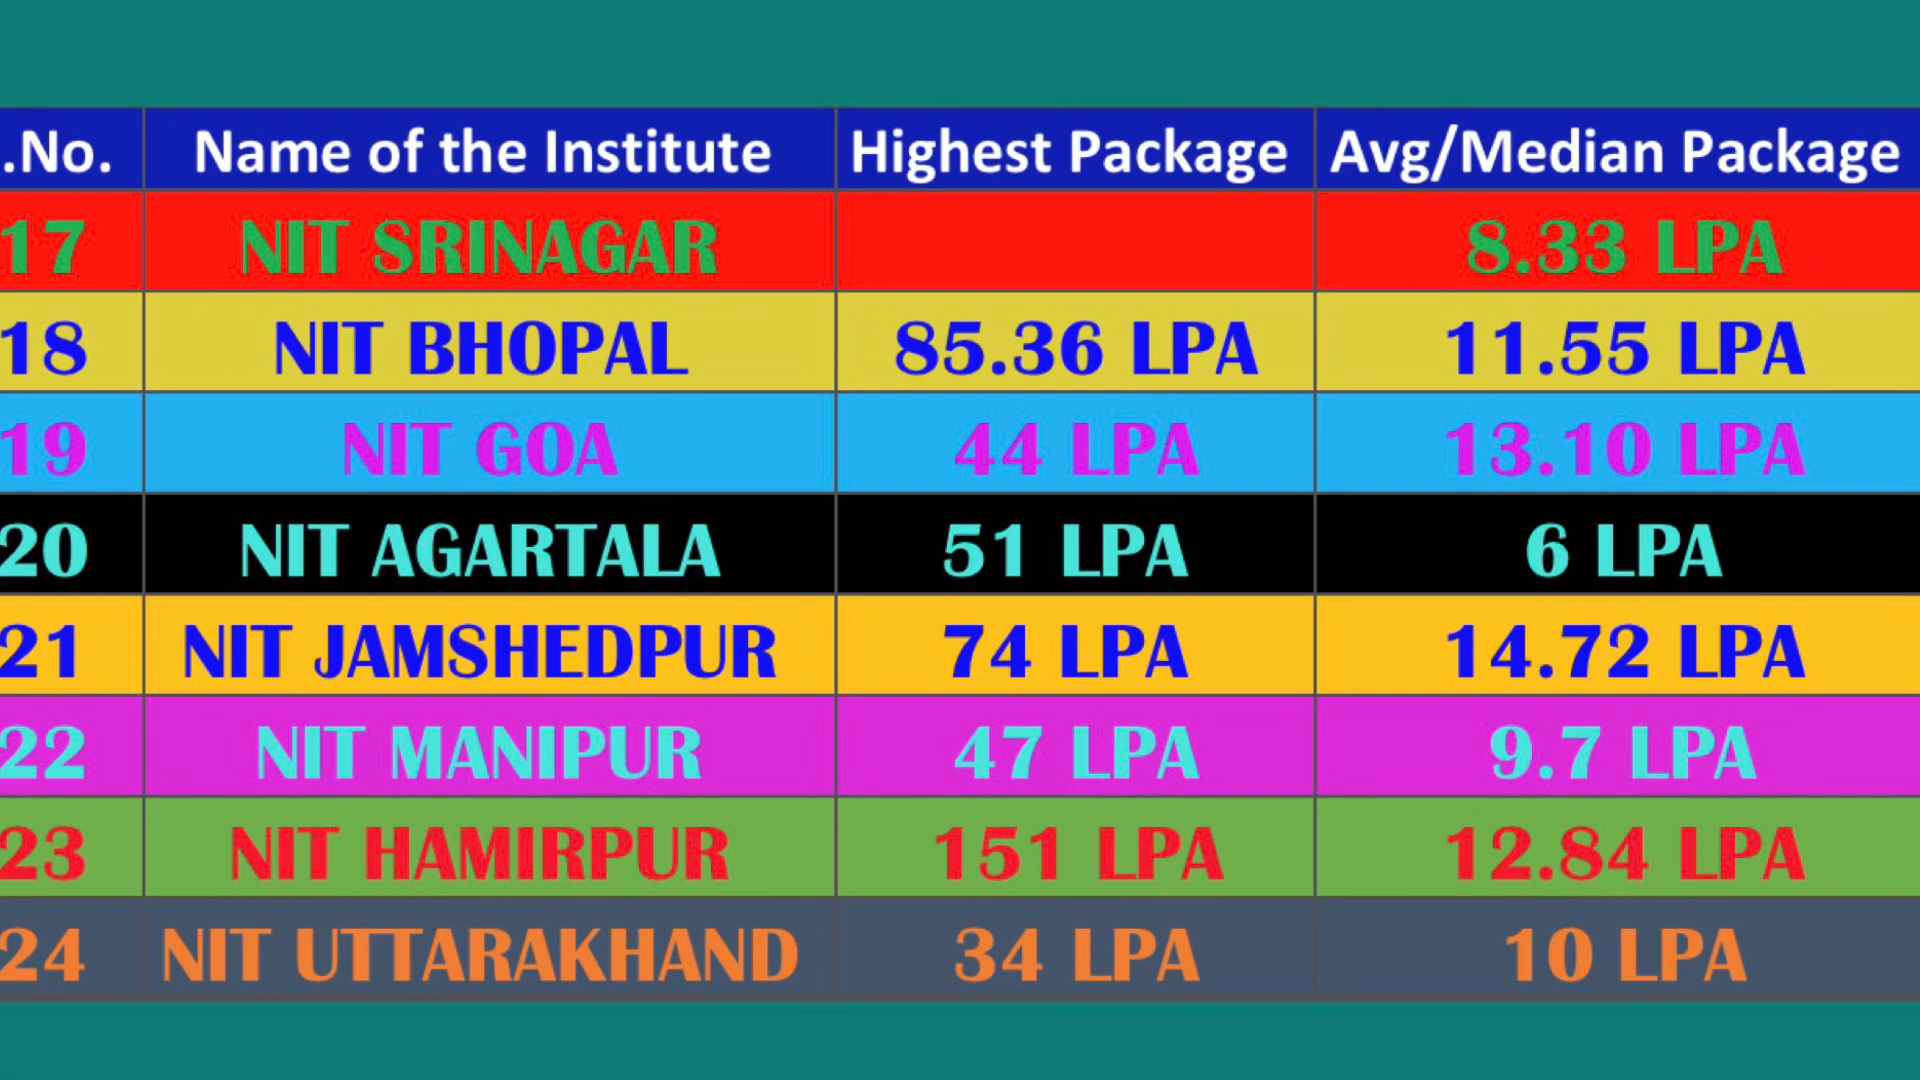 .No. Name of the Institute Highest Package Avg/Median Package
17 NIT SRINAGAR 8.33 LPA
18 NIT BHOPAL 85.36 LPA 11.55 LPA
19 NIT GOA 44 LPA 13.10 LPA
20 NIT AGARTALA 51 LPA 6 LPA
21 NIT JAMSHEDPUR 74 LPA 14.72 LPA
22 NIT MANIPUR 47 LPA 9.7 LPA
23 NIT HAMIRPUR 151 LPA 12.84 LPA
24 NIT UTTARAKHAND 34 LPA 10 LPA